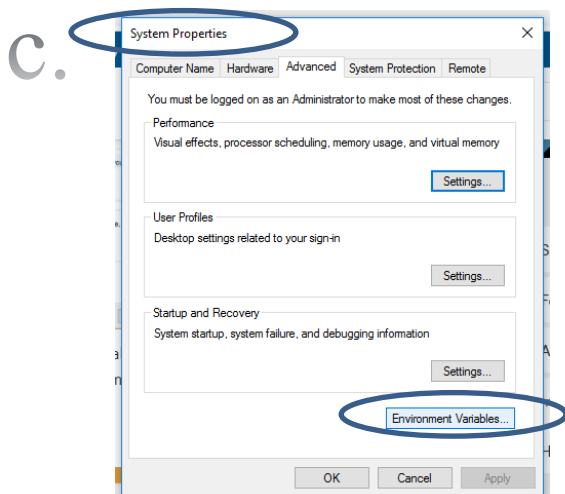 c.
System Properties
Computer Name Hardware Advanced System Protection Remote
You must be logged on as an Administrator to make most of these changes.
Performance
Visual effects, processor scheduling, memory usage, and virtual memory
Settings...
User Profiles
Desktop settings related to your sign-in
Settings...
Startup and Recovery
System startup, system failure, and debugging information
Settings...
Environment Variables...
OK Cancel Apply